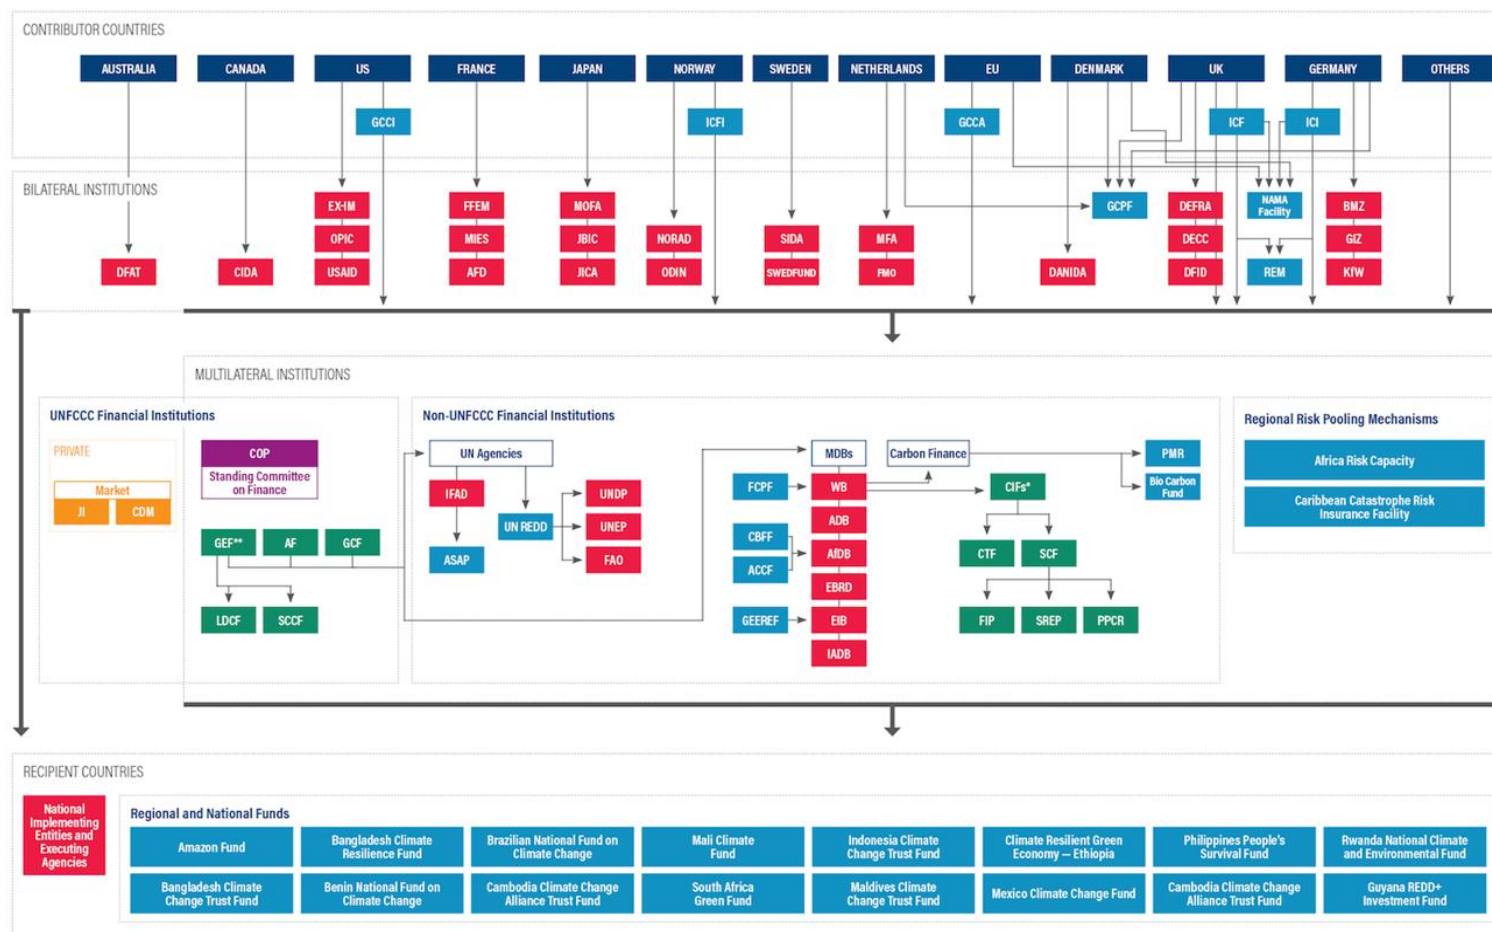 CONTRIBUTOR COUNTRIES
AUSTRALIA
CANADA
US
FRANCE
JAPAN
NORWAY
SWEDEN
NETHERLANDS
EU
DENMARK
UK
GERMANY
OTHERS
GCCI
ICFI
GCCA
ICF
ICI
BILATERAL INSTITUTIONS
EX-IM
FFEM
MOFA
GCPF
DEFRA
NAMA
Facility
BMZ
OPIC
MIES
JBIC
NORAD
SIDA
MFA
DECC
GIZ
DFAT
CIDA
USAID
AFD
JICA
ODIN
SWEDFUND
FMO
DANIDA
DFID
REM
KfW
MULTILATERAL INSTITUTIONS
UNFCCC Financial Institutions
PRIVATE
Market
JI
CDM
COP
Standing Committee
on Finance
GEF**
AF
GCF
LDCF
SCCF
Non-UNFCCC Financial Institutions
UN Agencies
IFAD
UN REDD
ASAP
UNDP
UNEP
FAO
MDBs
FCPF
WB
ADB
CBFF
AfDB
ACCF
EBRD
GEEREF
EIB
IADB
Carbon Finance
PMR
Bio Carbon
Fund
CIFs*
CTF
SCF
FIP
SREP
PPCR
Regional Risk Pooling Mechanisms
Africa Risk Capacity
Caribbean Catastrophe Risk
Insurance Facility
RECIPIENT COUNTRIES
National
Implementing
Entities and
Executing
Agencies
Regional and National Funds
Amazon Fund
Bangladesh Climate
Resilience Fund
Brazilian National Fund on
Climate Change
Mali Climate
Fund
Indonesia Climate
Change Trust Fund
Climate Resilient Green
Economy — Ethiopia
Philippines People's
Survival Fund
Rwanda National Climate
and Environmental Fund
Bangladesh Climate
Change Trust Fund
Benin National Fund on
Climate Change
Cambodia Climate Change
Alliance Trust Fund
South Africa
Green Fund
Maldives Climate
Change Trust Fund
Mexico Climate Change Fund
Cambodia Climate Change
Alliance Trust Fund
Guyana REDD+
Investment Fund